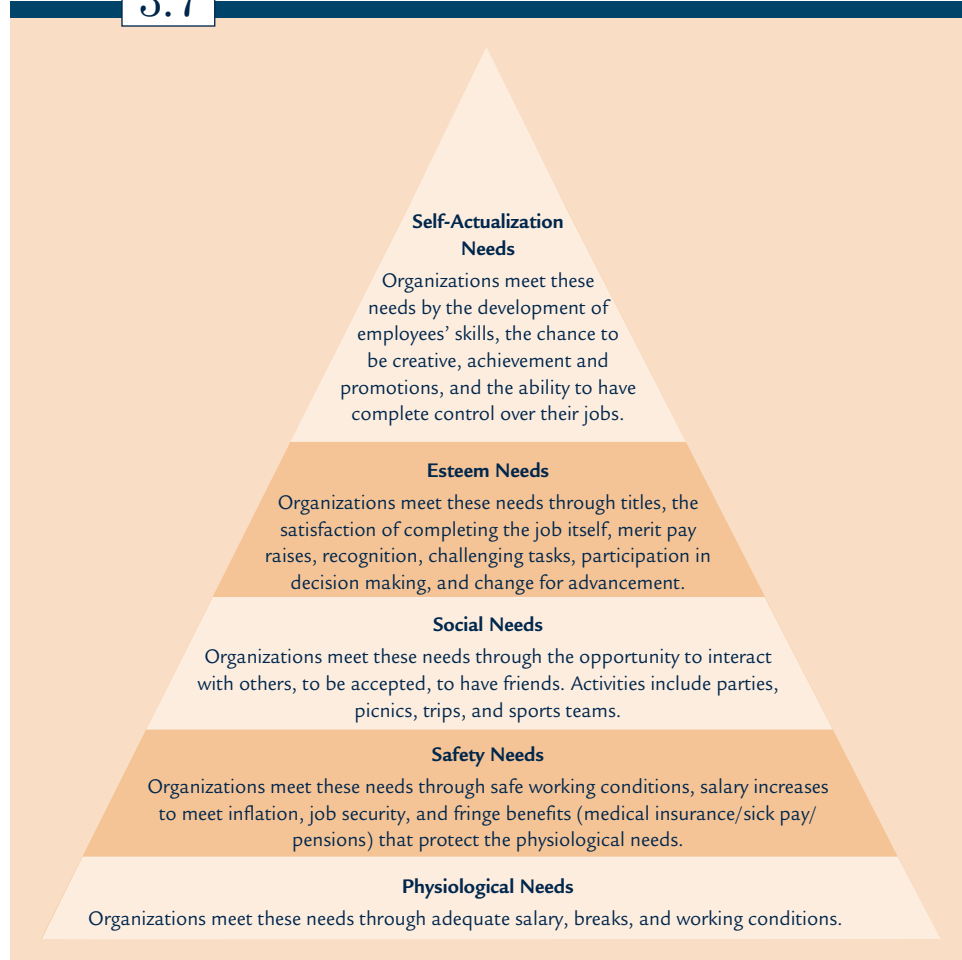 3.7
Self-Actualization
Needs
Organizations meet these
needs by the development of
employees’ skills, the chance to
be creative, achievement and
promotions, and the ability to have
complete control over their jobs.
Esteem Needs
Organizations meet these needs through titles, the
satisfaction of completing the job itself, merit pay
raises, recognition, challenging tasks, participation in
decision making, and change for advancement.
Social Needs
Organizations meet these needs through the opportunity to interact
with others, to be accepted, to have friends. Activities include parties,
picnics, trips, and sports teams.
Safety Needs
Organizations meet these needs through safe working conditions, salary increases
to meet inflation, job security, and fringe benefits (medical insurance/sick pay/
pensions) that protect the physiological needs.
Physiological Needs
Organizations meet these needs through adequate salary, breaks, and working conditions.